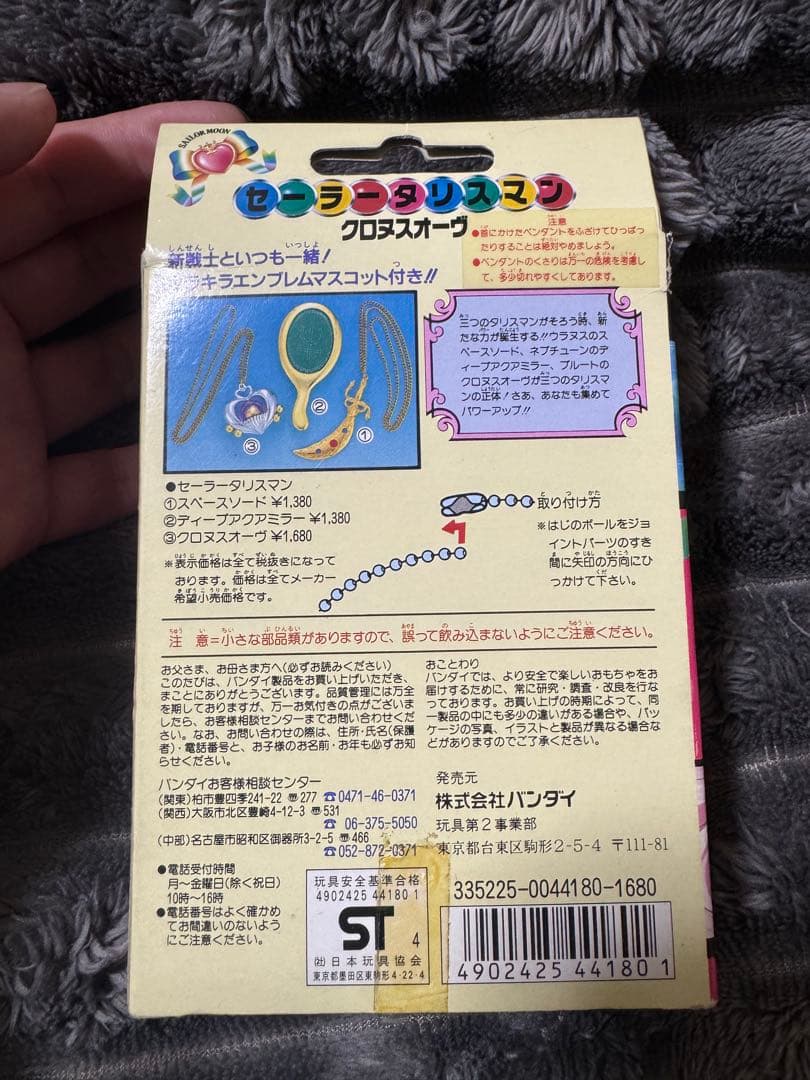 SAILOR MOON
セーラータリスマン
クロヌスオーヴ
注意
●首にかけたペンダントをふざけてひっぱっ
たりすることは絶対やめましょう。
●ペンダントのくさりは万一の危険を考慮し
て、多少切れやすくしてあります。
新戦士といつも一緒!
キラエンブレムマスコット付き!!
三つのタリスマンがそろう時、新
たな力が誕生する!!ウラヌスのス
ペースソード、ネプチューンのデ
ィープアクアミラー、プルートの
クロヌスオーヴが三つのタリスマ
ンの正体!さあ、あなたも集めて
パワーアップ!!
③
②
①
●セーラータリスマン
①スペースソード ¥1,380
②ディープアクアミラー ¥1,380
③クロヌスオーヴ ¥1,680
※表示価格は全て税抜きになって
おります。価格は全てメーカー
希望小売価格です。
取り付け方
※はじのボールをジョ
イントパーツのすき
間に矢印の方向にひ
っかけて下さい。
注意=小さな部品類がありますので、誤って飲み込まないようにご注意ください。
お父さま、お母さま方へ(必ずお読みください)
このたびは、バンダイ製品をお買い上げいただき、
まことにありがとうございます。品質管理には万全
を期しておりますが、万一お気付きの点がございま
したら、お客様相談センターまでお問い合わせくだ
さい。なお、お問い合わせの際は、住所・氏名(保護
者)・電話番号と、お子様のお名前・お年も必ずお知
らせください。
おことわり
バンダイでは、より安全で楽しいおもちゃをお
届けするために、常に研究・調査・改良を行な
っております。お買い上げの時期によって、同
一製品の中にも多少の違いがある場合や、パッ
ケージの写真、イラストと製品が異なる場合な
どがありますのでご了承ください。
バンダイお客様相談センター
(関東)柏市豊四季241-22 〠277 ☎0471-46-0371
(関西)大阪市北区豊崎4-12-3 〠531
☎06-375-5050
(中部)名古屋市昭和区御器所3-2-5 〠466
☎052-872-0371
●電話受付時間
月〜金曜日(除く祝日)
10時〜16時
●電話番号はよく確かめ
てお間違いのないよう
にご注意ください。
発売元
株式会社バンダイ
玩具第2事業部
東京都台東区駒形2-5-4 〒111-81
玩具安全基準合格
4902425 44180 1
ST 4
(社)日本玩具協会
東京都墨田区東駒形4-22-4
335225-0044180-1680
4 902425 441801